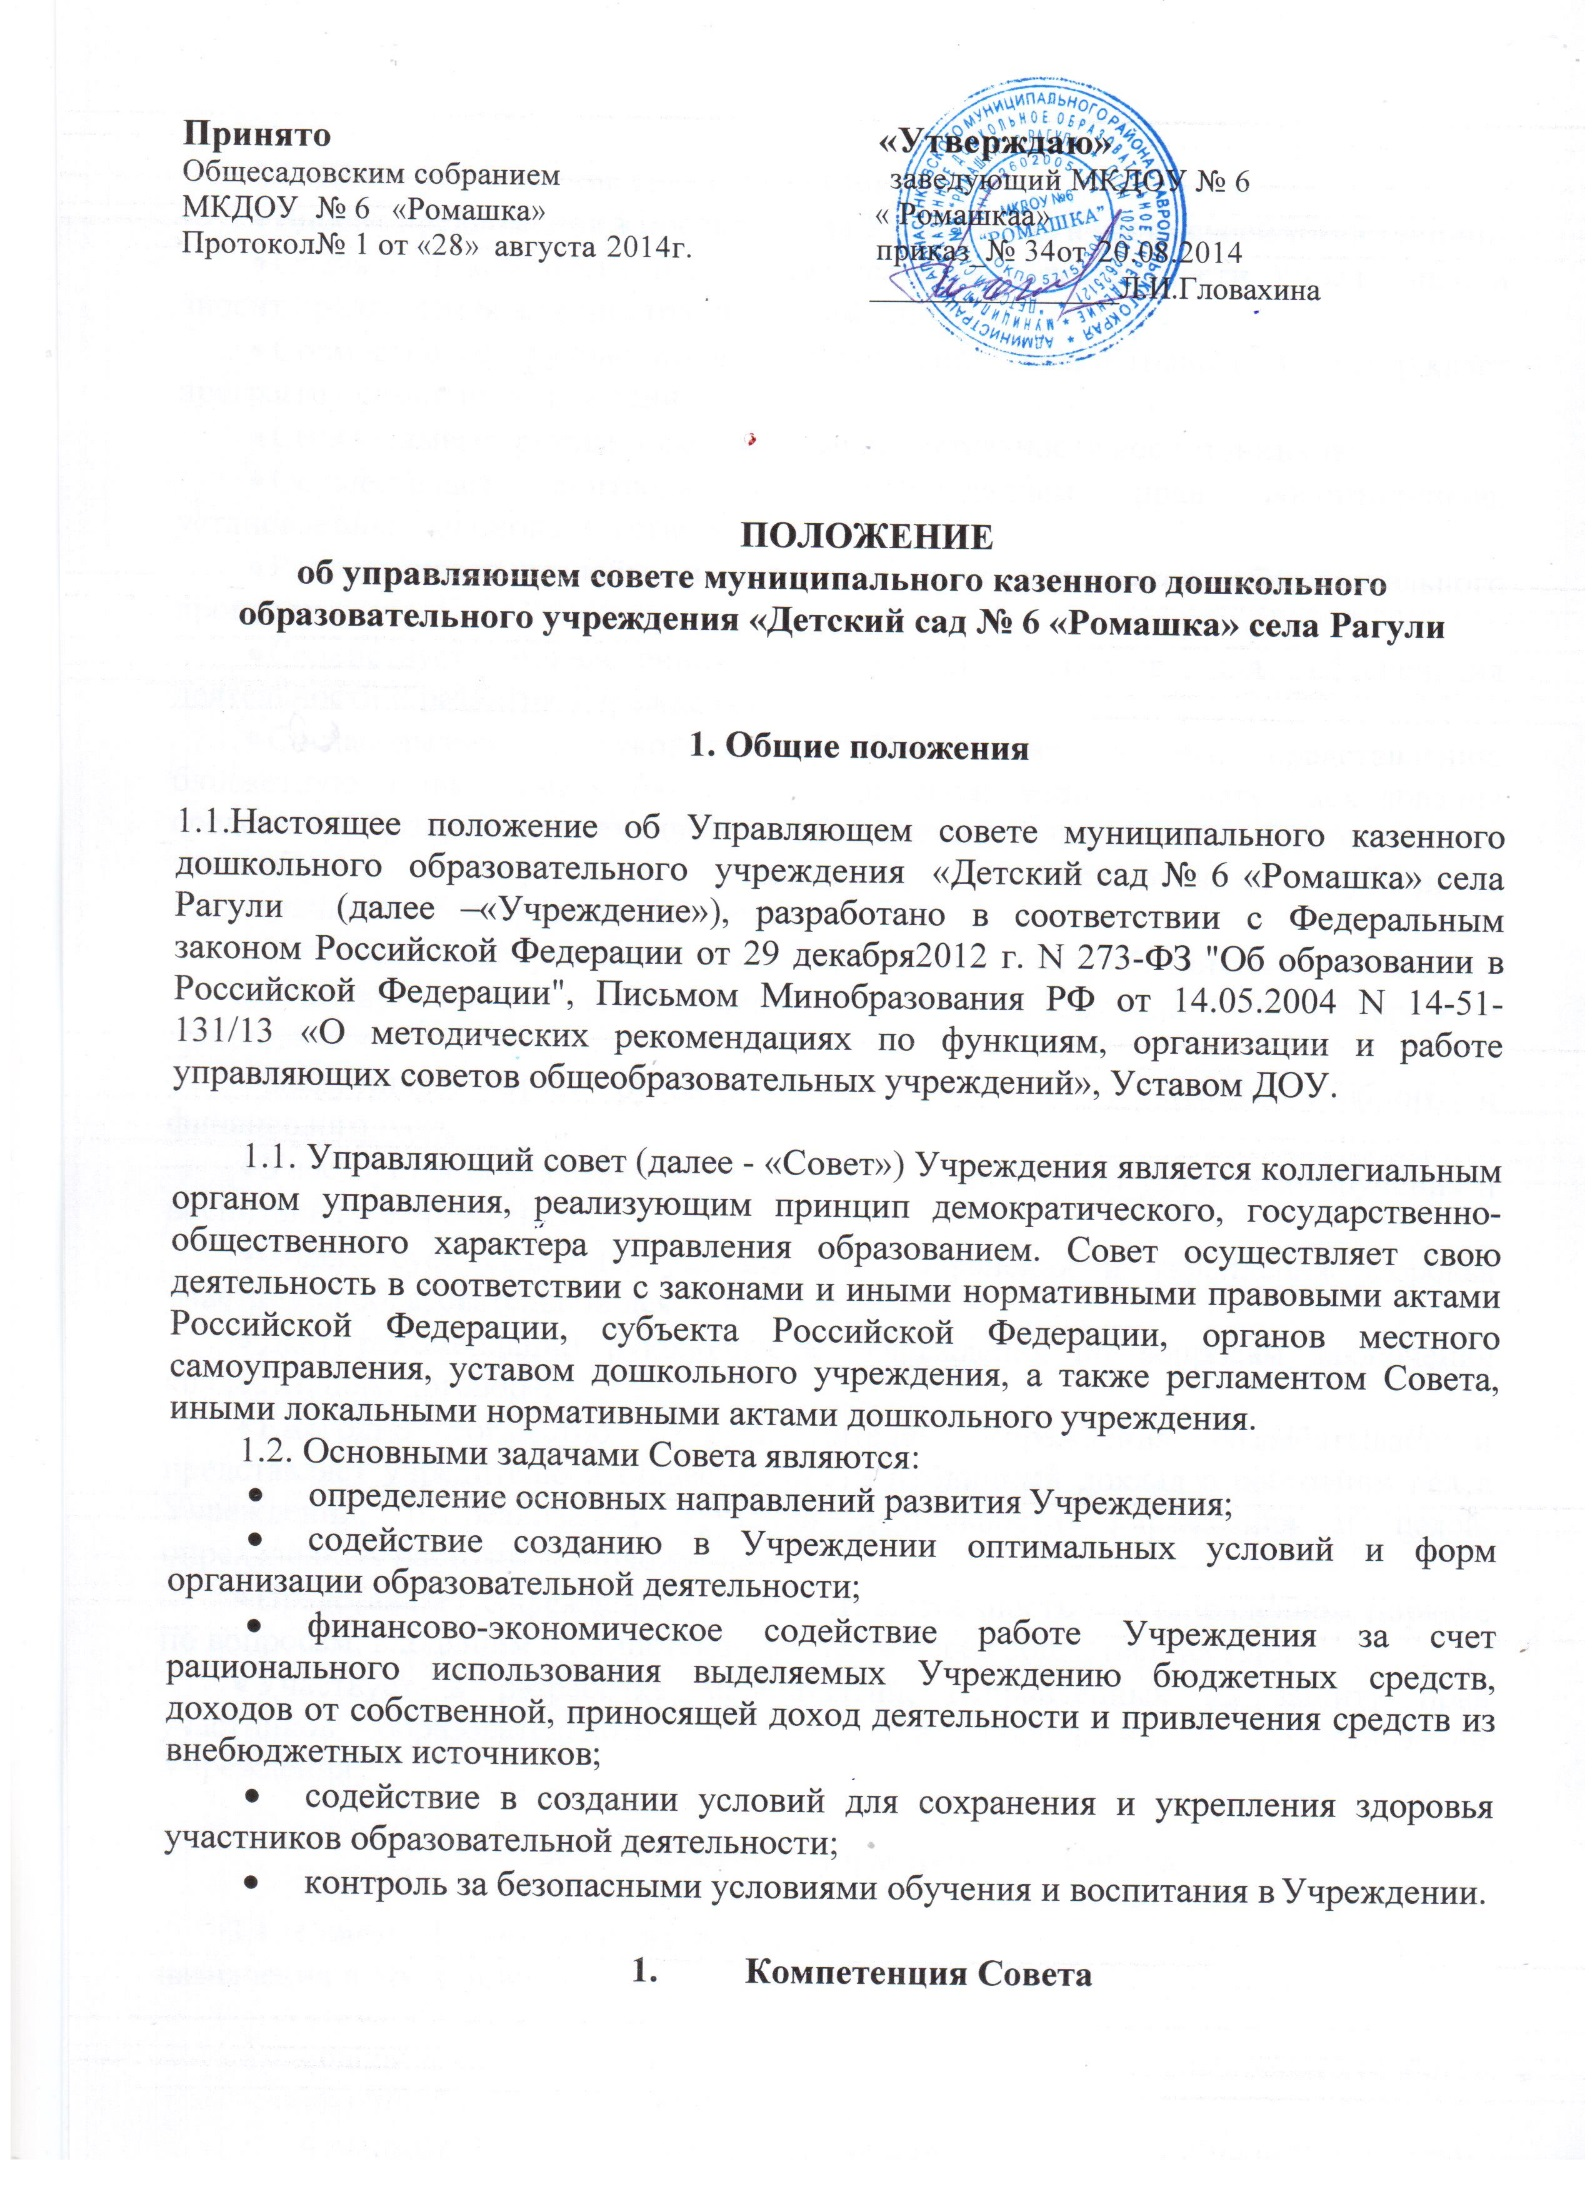 Принято
Общесадовским собранием
МКДОУ № 6 «Ромашка»
Протокол№ 1 от «28» августа 2014г.
«Утверждаю»
заведующий МКДОУ № 6
« Ромашкаа»
приказ_№ 34от 20.08.2014
Л.И.Гловахина
МКДОУ №6
“РОМАШКА”
ПОЛОЖЕНИЕ
об управляющем совете муниципального казенного дошкольного
образовательного учреждения «Детский сад № 6 «Ромашка» села Рагули
1. Общие положения
1.1.Настоящее положение об Управляющем совете муниципального казенного
дошкольного образовательного учреждения «Детский сад № 6 «Ромашка» села
Рагули (далее –«Учреждение»), разработано в соответствии с Федеральным
законом Российской Федерации от 29 декабря2012 г. N 273-ФЗ "Об образовании в
Российской Федерации", Письмом Минобразования РФ от 14.05.2004 N 14-51-
131/13 «О методических рекомендациях по функциям, организации и работе
управляющих советов общеобразовательных учреждений», Уставом ДОУ.
1.1. Управляющий совет (далее - «Совет») Учреждения является коллегиальным
органом управления, реализующим принцип демократического, государственно-
общественного характера управления образованием. Совет осуществляет свою
деятельность в соответствии с законами и иными нормативными правовыми актами
Российской Федерации, субъекта Российской Федерации, органов местного
самоуправления, уставом дошкольного учреждения, а также регламентом Совета,
иными локальными нормативными актами дошкольного учреждения.
1.2. Основными задачами Совета являются:
• определение основных направлений развития Учреждения;
• содействие созданию в Учреждении оптимальных условий и форм
организации образовательной деятельности;
• финансово-экономическое содействие работе Учреждения за счет
рационального использования выделяемых Учреждению бюджетных средств,
доходов от собственной, приносящей доход деятельности и привлечения средств из
внебюджетных источников;
• содействие в создании условий для сохранения и укрепления здоровья
участников образовательной деятельности;
• контроль за безопасными условиями обучения и воспитания в Учреждении.
1. Компетенция Совета